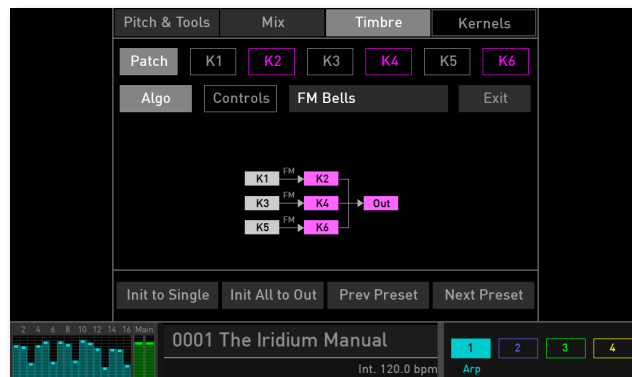 Pitch & Tools Mix Timbre Kernels
Patch K1 K2 K3 K4 K5 K6
Algo Controls FM Bells Exit
K1 FM K2
K3 FM K4 Out
K5 FM K6
Init to Single Init All to Out Prev Preset Next Preset
2 4 6 8 10 12 14 16 Main
0001 The Iridium Manual
1 2 3 4
Int. 120.0 bpm Arp